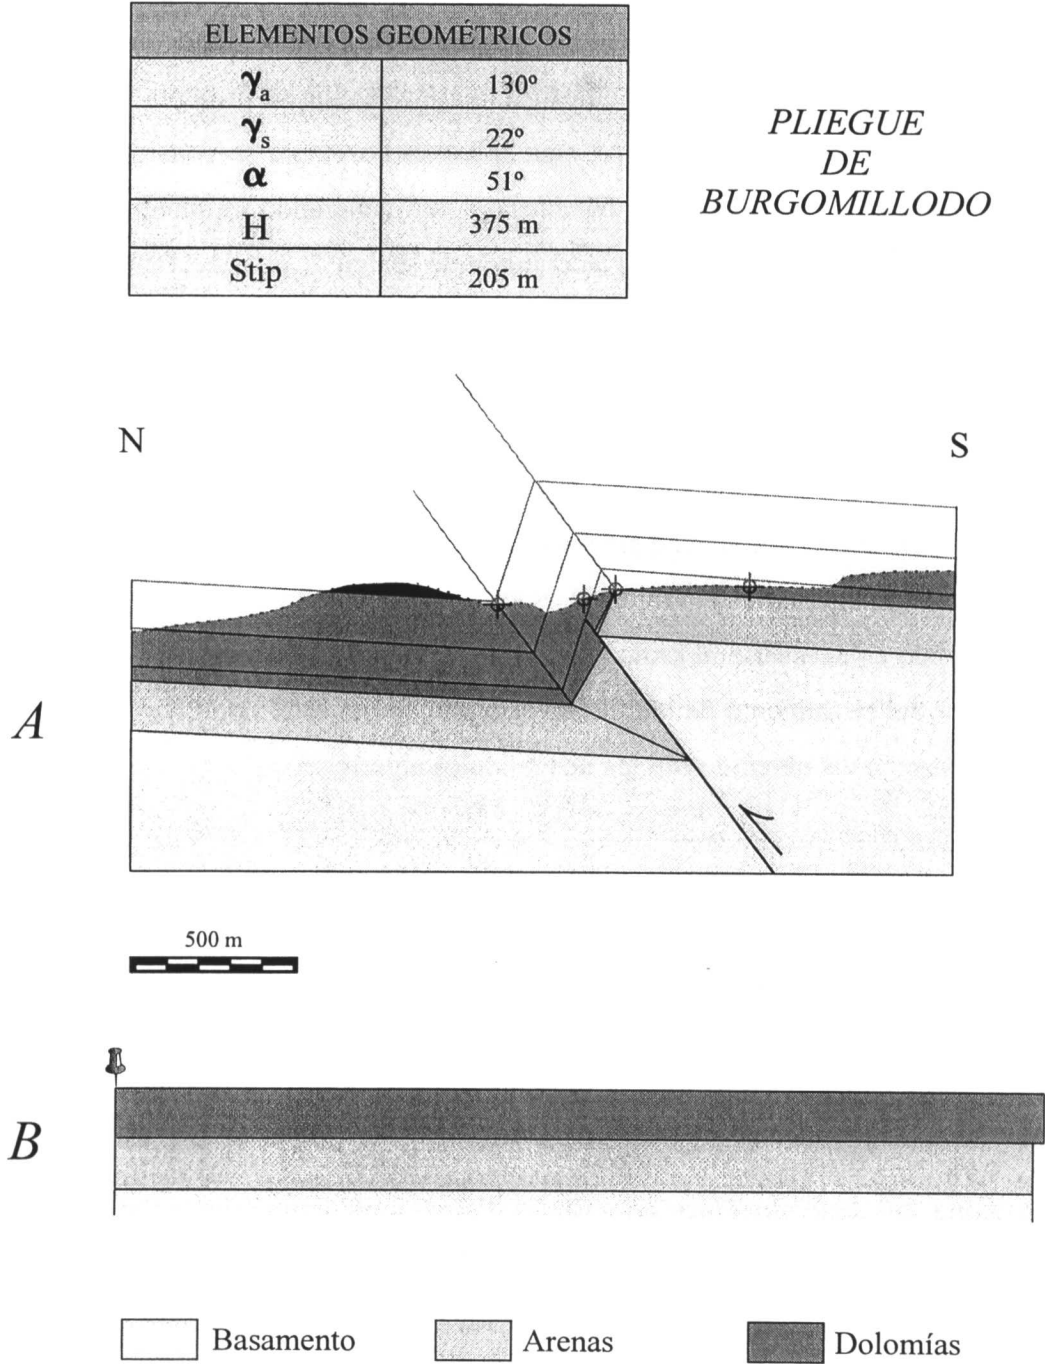 ELEMENTOS GEOMÉTRICOS
γa 130º
γs 22º
α 51º
H 375 m
Stip 205 m
PLIEGUE
DE
BURGOMILLODO
N S
A
500 m
B
Basamento Arenas Dolomías